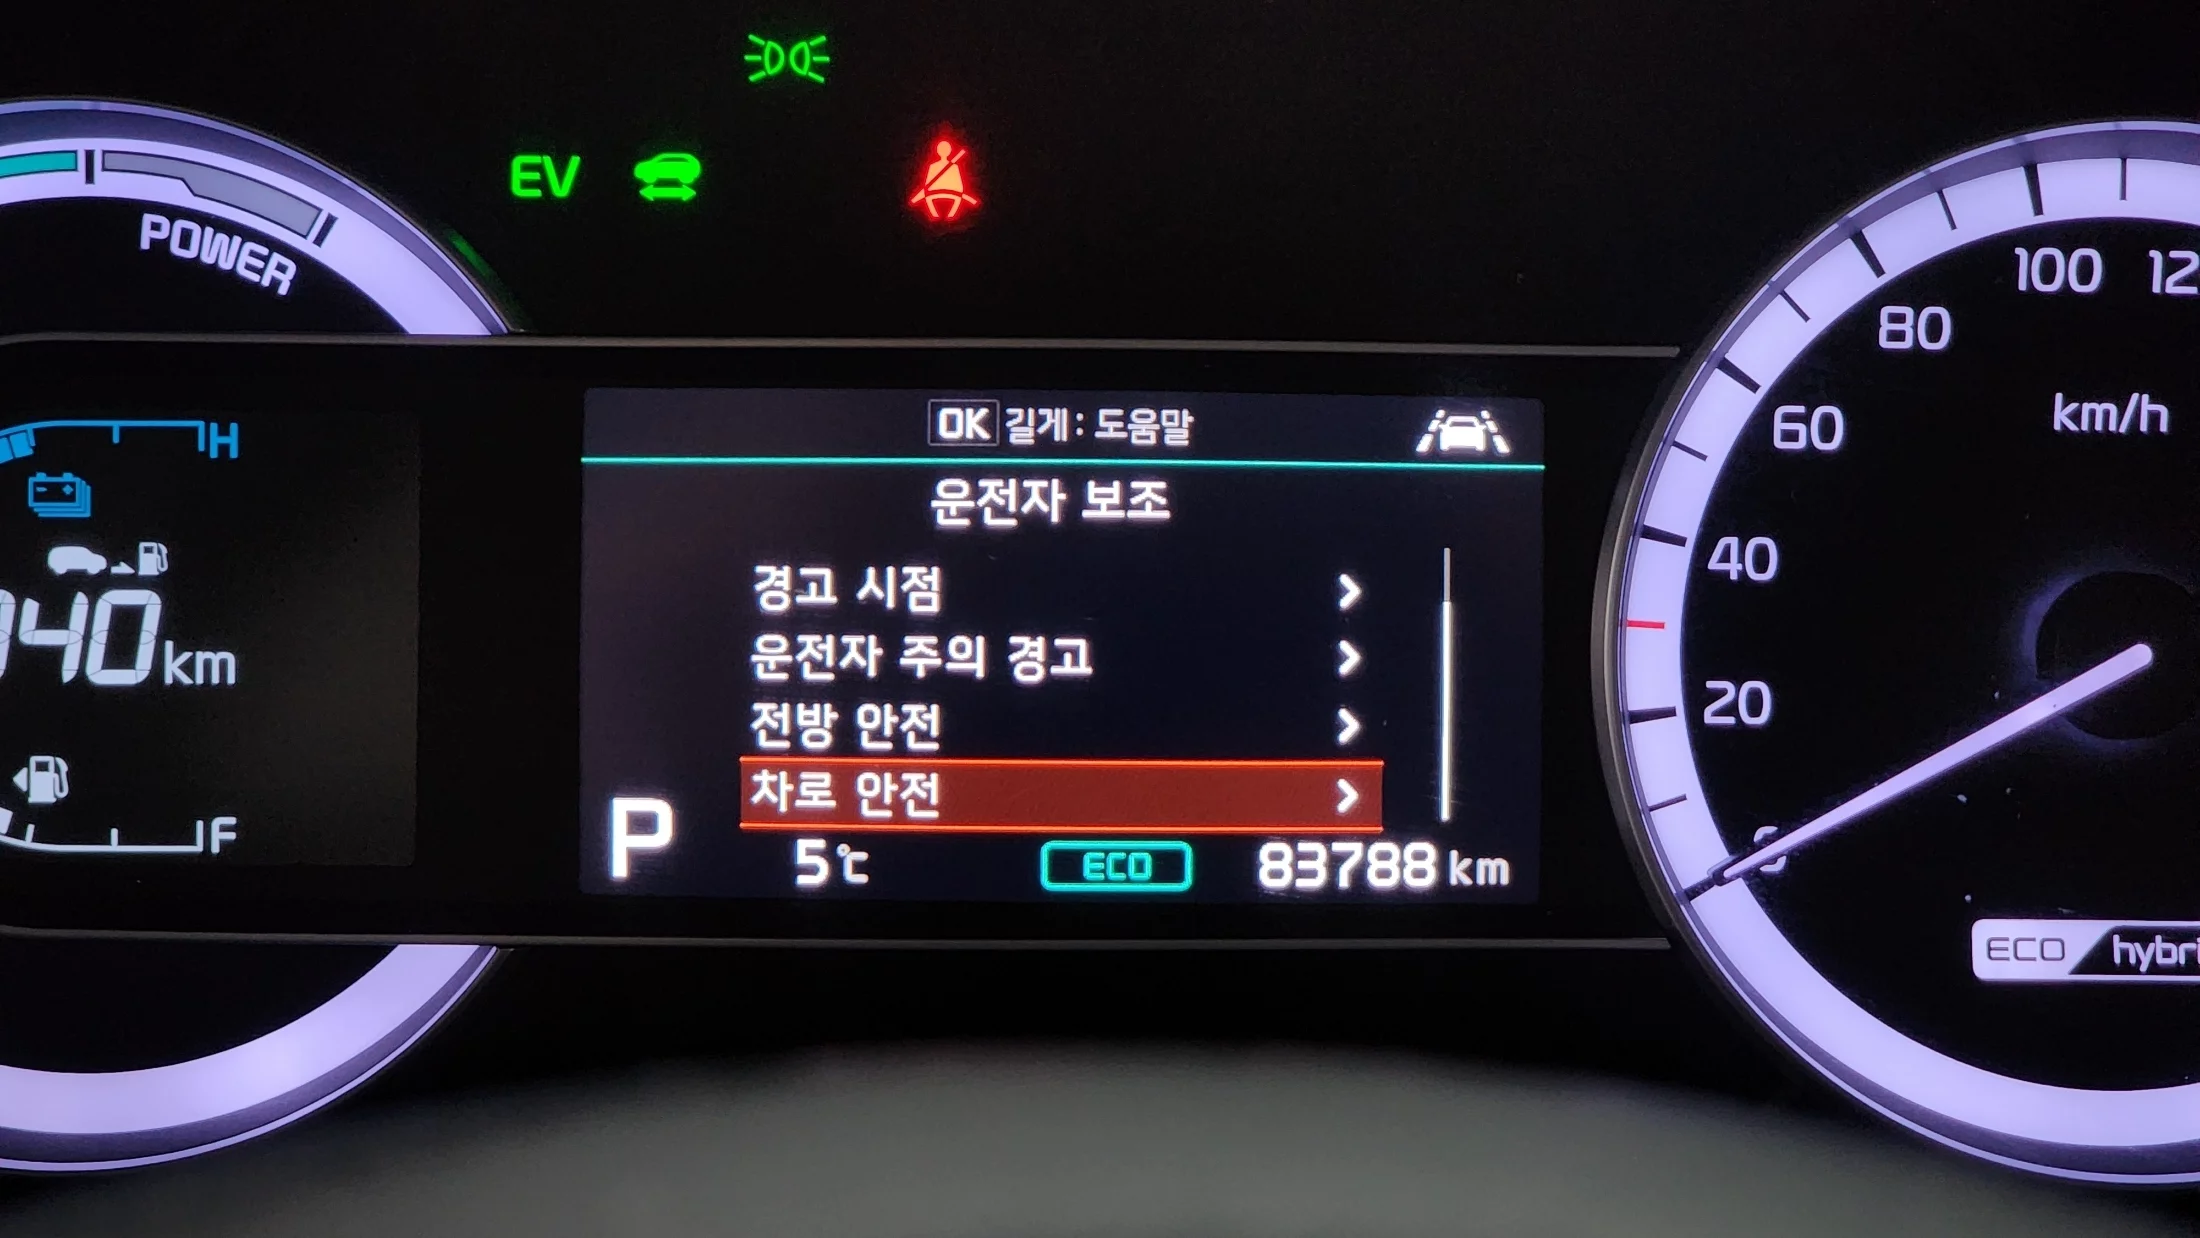 EV
POWER
H
40 km
F
OK 길게 : 도움말
운전자 보조
경고 시점
운전자 주의 경고
전방 안전
차로 안전
P
5℃
ECO
83788 km
100
80
60
km/h
40
20
ECO